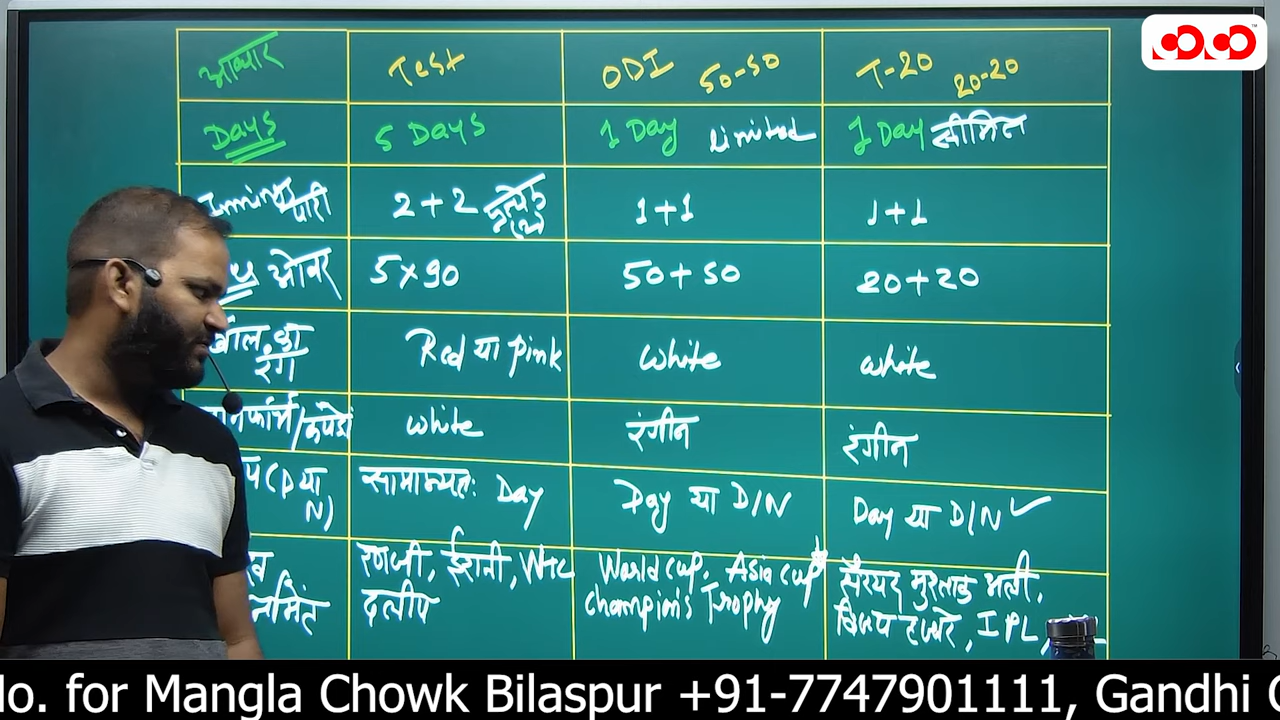 आधार Test ODI 50-50 T-20 20-20
Days 5 Days 1 Day limited 1 Day सीमित
Innings पारी 2+2 1+1 1+1
ओवर 5×90 50+50 20+20
बॉल का रंग Red या pink white white
/कपड़ो white रंगीन रंगीन
(D या N) सामान्यतः Day Day या D/N Day या D/N ✓
रणजी, ईरानी, WTC दलीप World cup, Asia cup champion's Trophy सैय्यद मुश्ताक अली, विजय हजारे, IPL,
No. for Mangla Chowk Bilaspur +91-7747901111, Gandhi